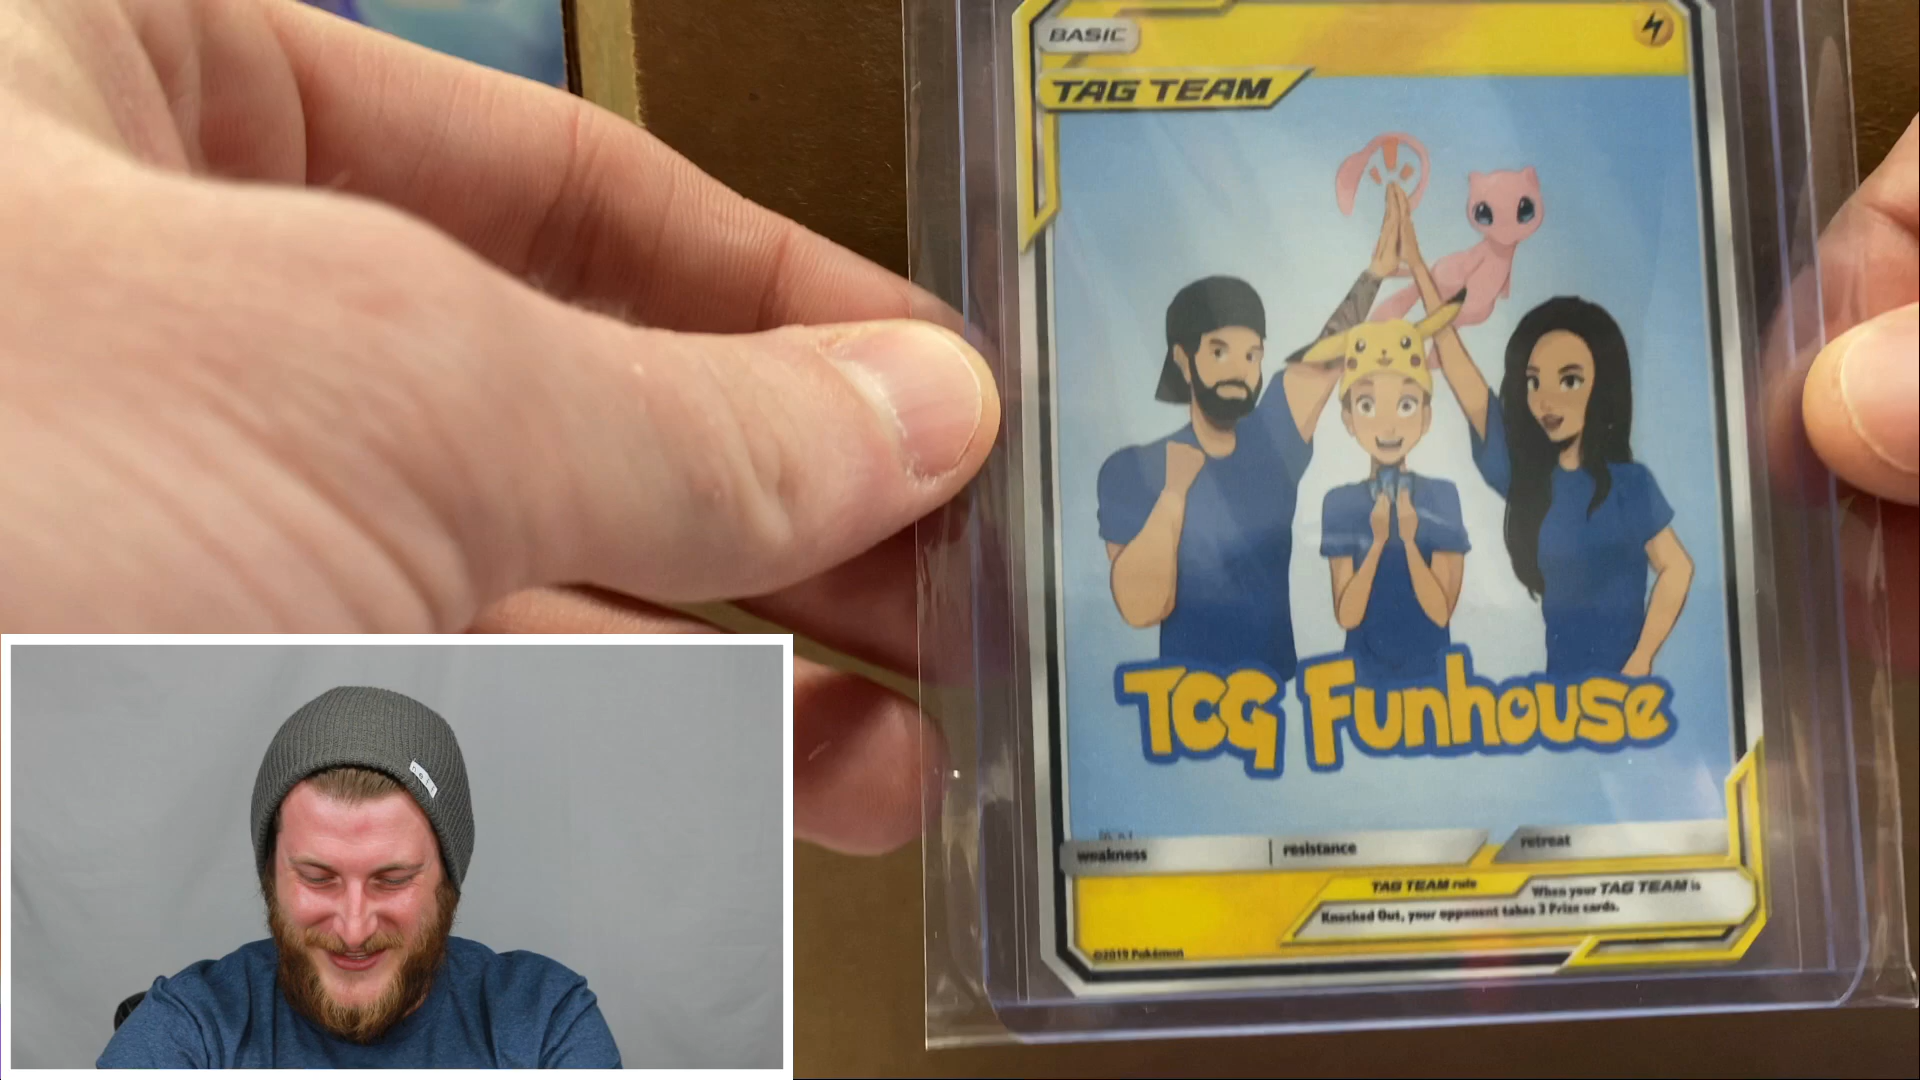 BASIC
TAG TEAM
TCG Funhouse
weakness
resistance
retreat
TAG TEAM rule
When your TAG TEAM is
Knocked Out, your opponent takes 3 Prize cards.
©2019 Pokémon
neff